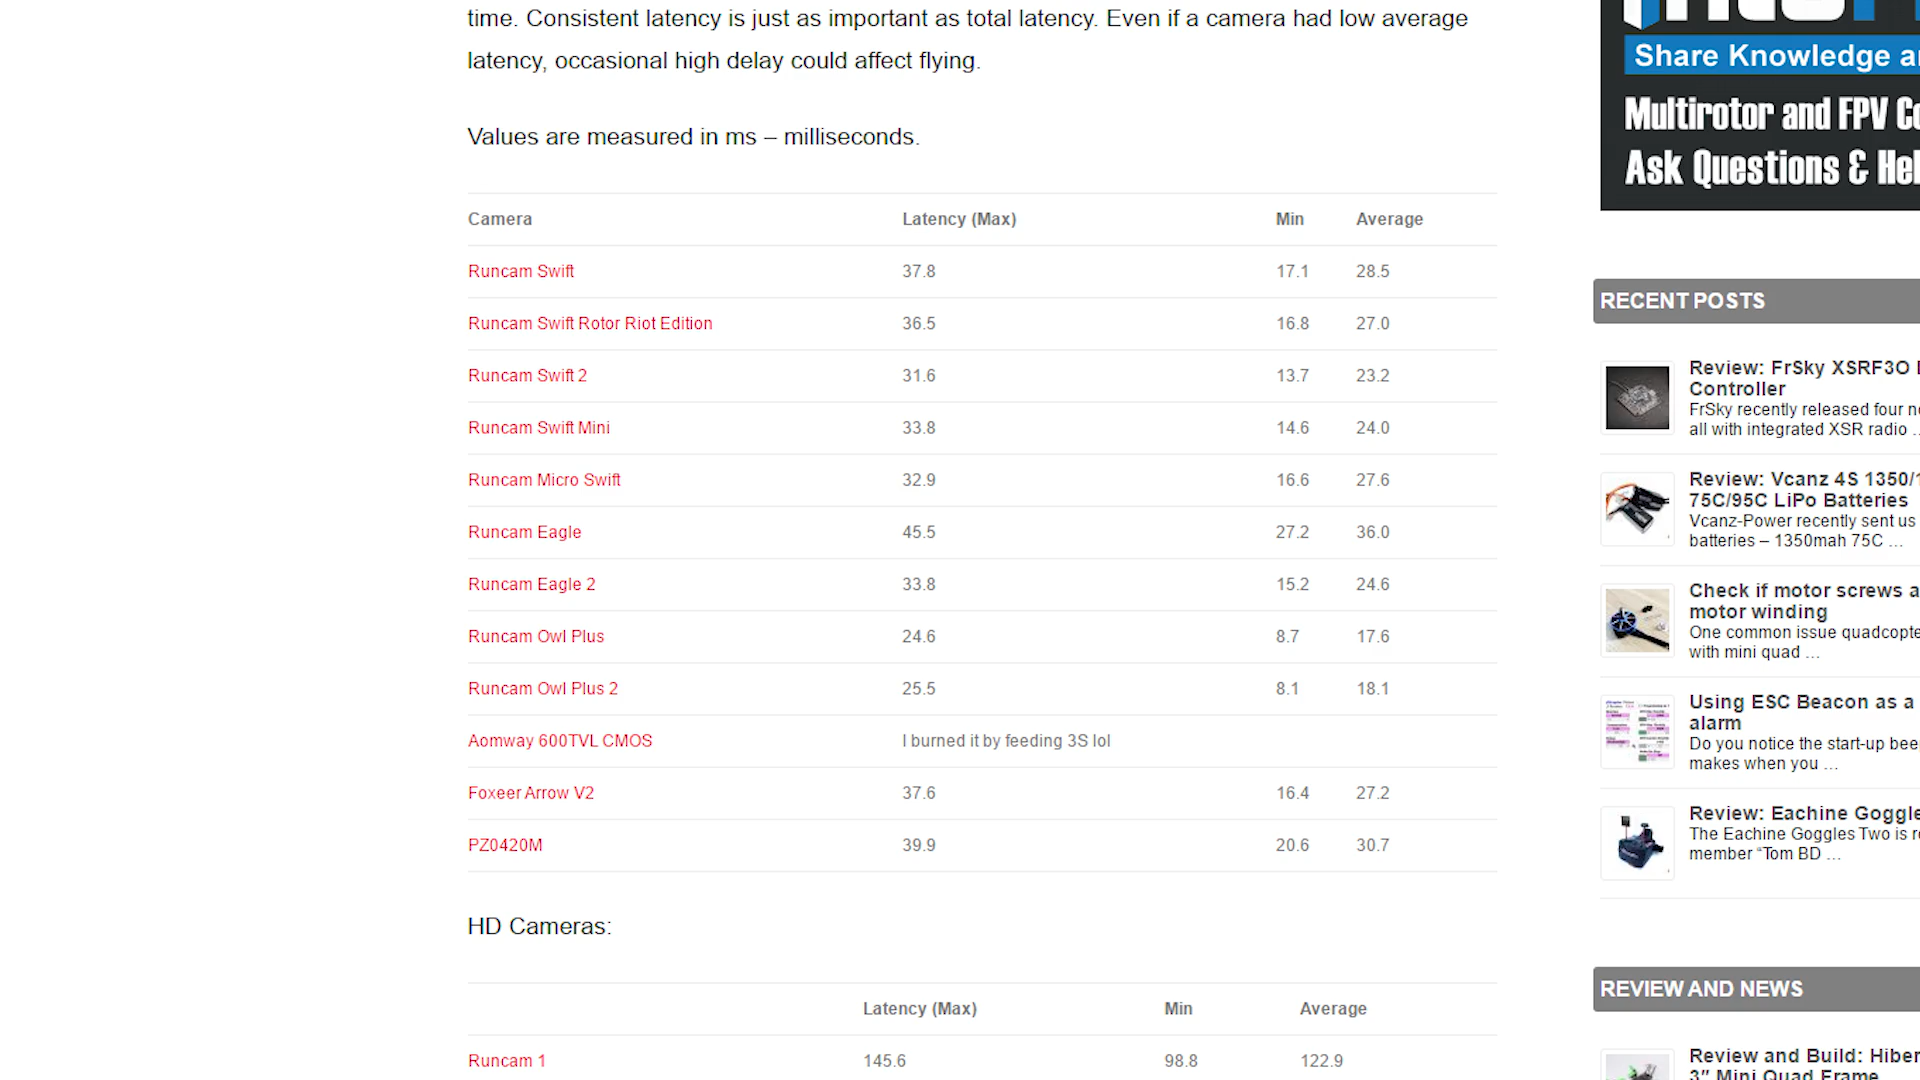 time. Consistent latency is just as important as total latency. Even if a camera had low average
latency, occasional high delay could affect flying.
Values are measured in ms – milliseconds.
Camera Latency (Max) Min Average
Runcam Swift 37.8 17.1 28.5
Runcam Swift Rotor Riot Edition 36.5 16.8 27.0
Runcam Swift 2 31.6 13.7 23.2
Runcam Swift Mini 33.8 14.6 24.0
Runcam Micro Swift 32.9 16.6 27.6
Runcam Eagle 45.5 27.2 36.0
Runcam Eagle 2 33.8 15.2 24.6
Runcam Owl Plus 24.6 8.7 17.6
Runcam Owl Plus 2 25.5 8.1 18.1
Aomway 600TVL CMOS I burned it by feeding 3S lol
Foxeer Arrow V2 37.6 16.4 27.2
PZ0420M 39.9 20.6 30.7
HD Cameras:
Latency (Max) Min Average
Runcam 1 145.6 98.8 122.9
Share Knowledge
Multirotor and FPV
Ask Questions &
RECENT POSTS
Review: FrSky XSRF3O
Controller
FrSky recently released four
all with integrated XSR radio ...
Review: Vcanz 4S 1350/
75C/95C LiPo Batteries
Vcanz-Power recently sent us
batteries – 1350mah 75C ...
Check if motor screws
motor winding
One common issue
with mini quad ...
Using ESC Beacon as a
alarm
Do you notice the start-up
makes when you ...
Review: Eachine
The Eachine Goggles Two is
member “Tom BD ...
REVIEW AND NEWS
Review and Build:
3″ Mini Quad Frame